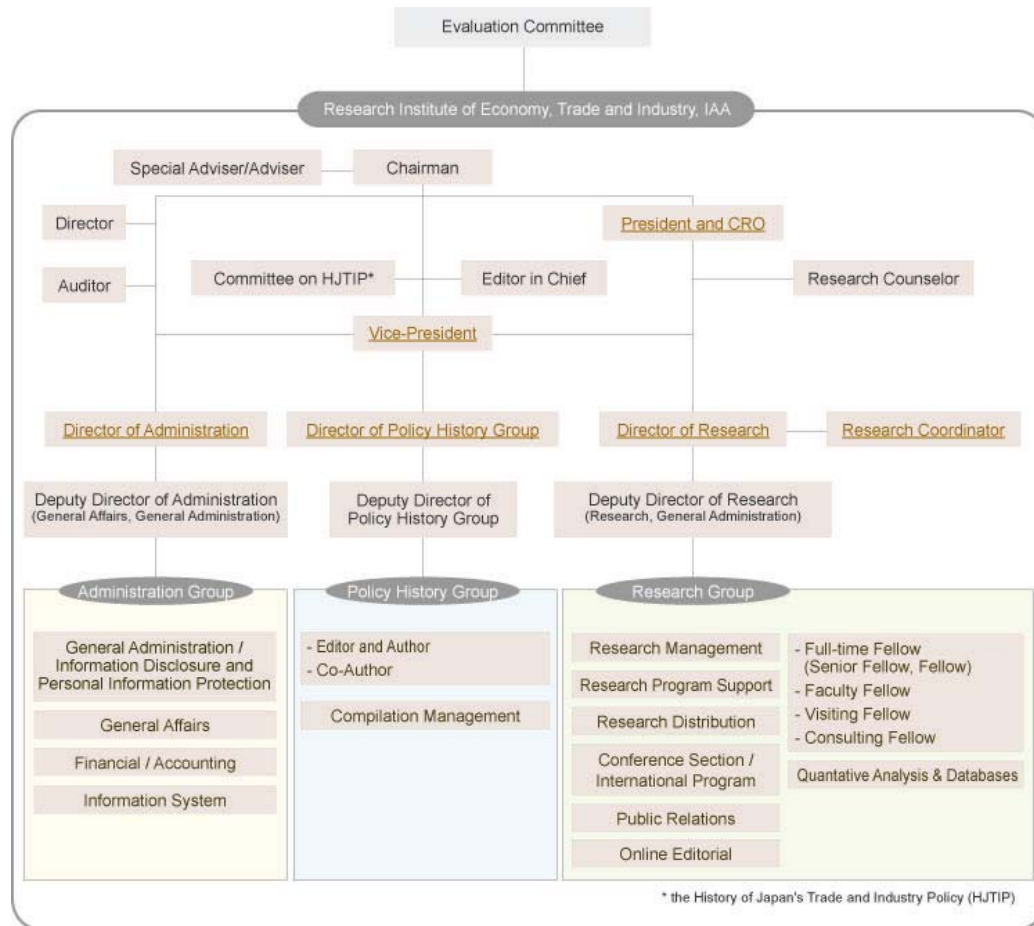 Evaluation Committee
Research Institute of Economy, Trade and Industry, IAA
Special Adviser/Adviser
Chairman
Director
President and CRO
Auditor
Committee on HJTIP*
Editor in Chief
Research Counselor
Vice-President
Director of Administration
Director of Policy History Group
Director of Research
Research Coordinator
Deputy Director of Administration
(General Affairs, General Administration)
Deputy Director of
Policy History Group
Deputy Director of Research
(Research, General Administration)
Administration Group
General Administration /
Information Disclosure and
Personal Information Protection
General Affairs
Financial / Accounting
Information System
Policy History Group
- Editor and Author
- Co-Author
Compilation Management
Research Group
Research Management
Research Program Support
Research Distribution
Conference Section /
International Program
Public Relations
Online Editorial
- Full-time Fellow
(Senior Fellow, Fellow)
- Faculty Fellow
- Visiting Fellow
- Consulting Fellow
Quantative Analysis & Databases
* the History of Japan's Trade and Industry Policy (HJTIP)